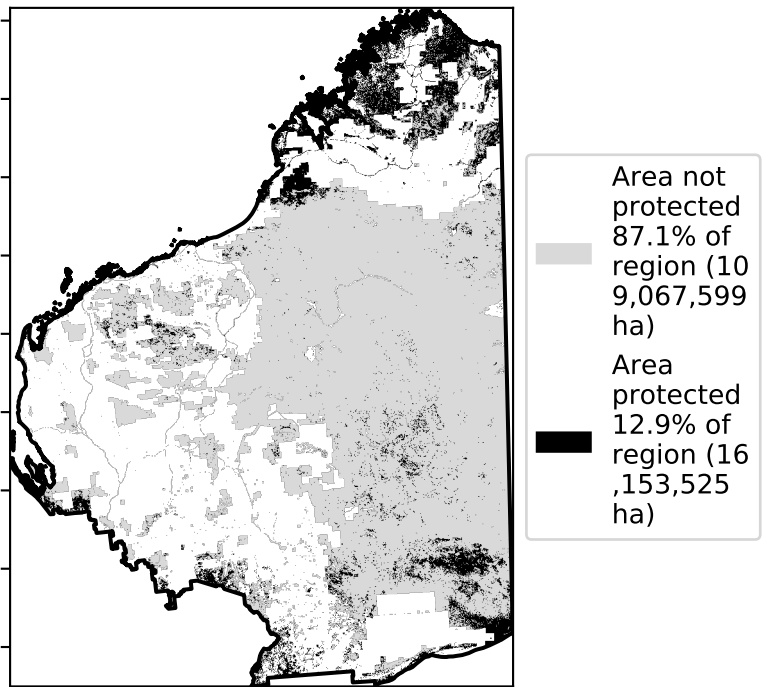 Area not
protected
87.1% of
region (10
9,067,599
ha)
Area
protected
12.9% of
region (16
,153,525
ha)